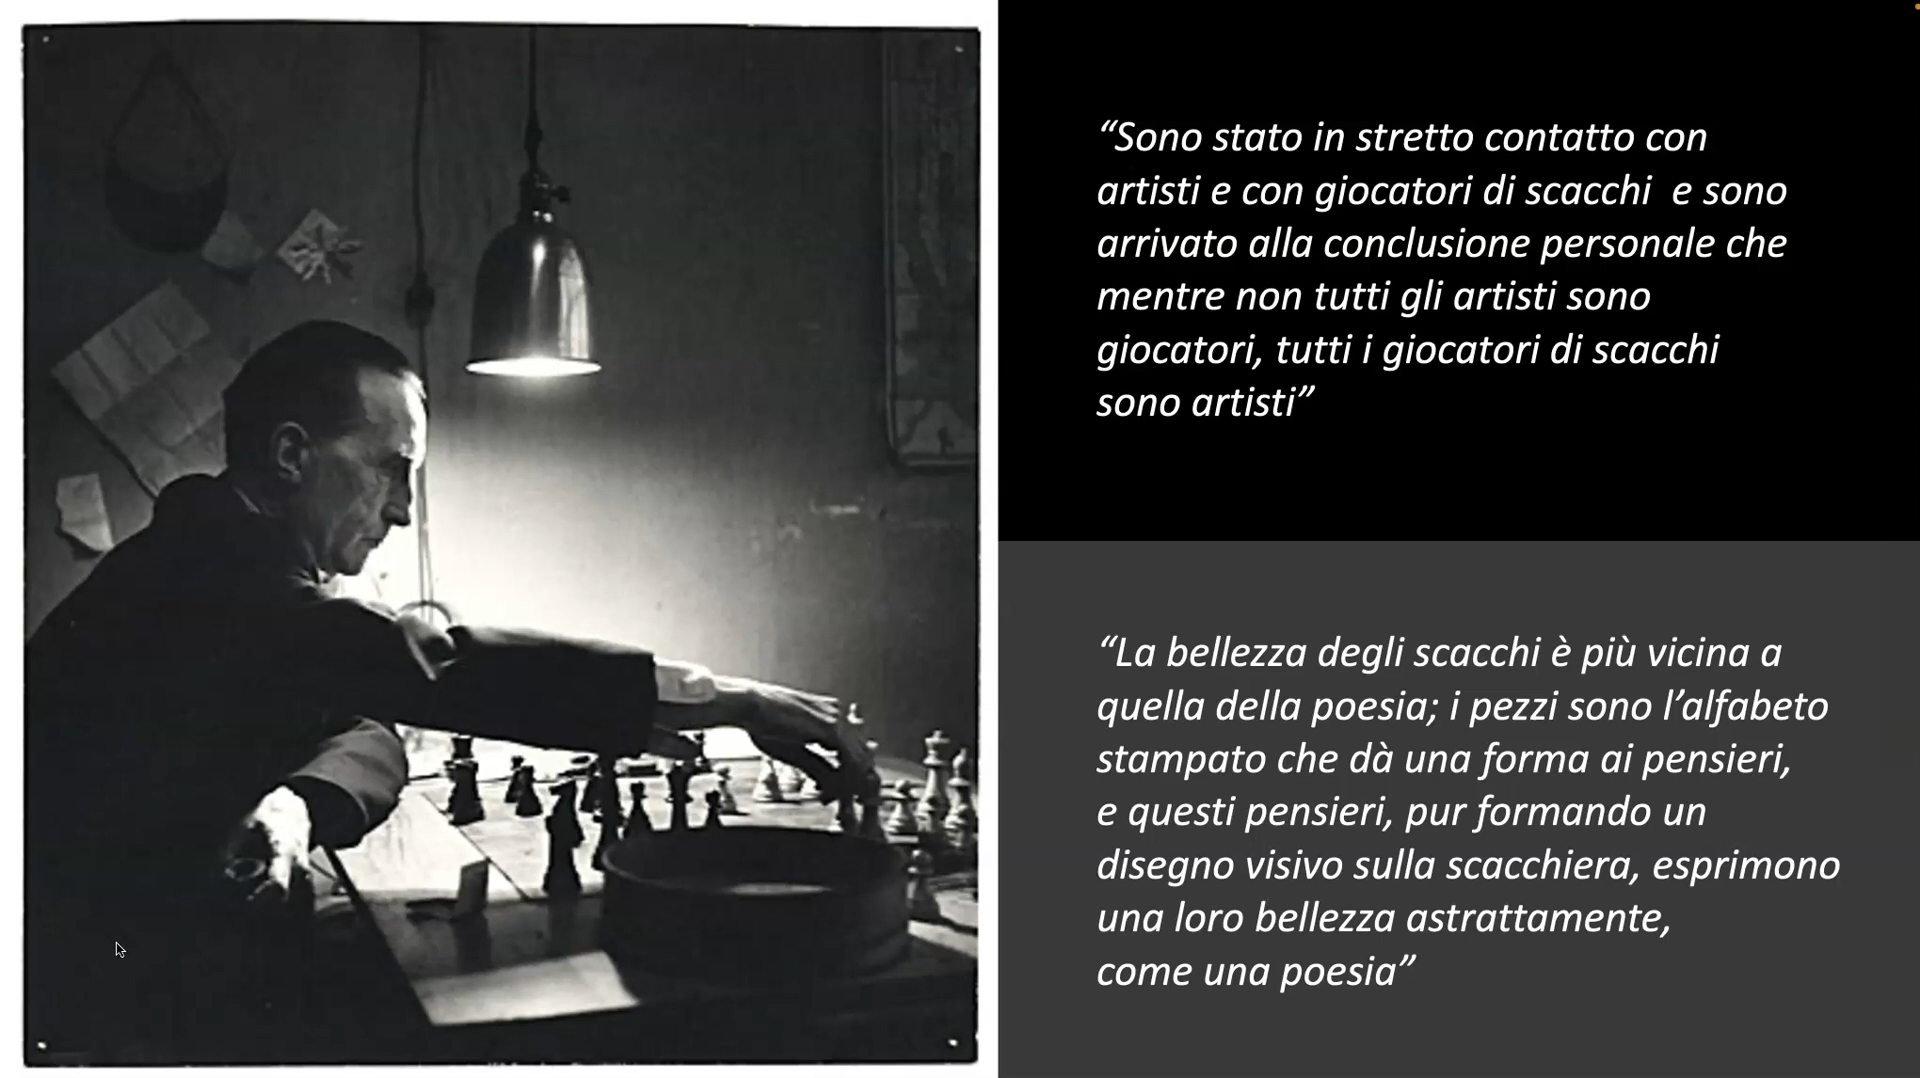 “Sono stato in stretto contatto con
artisti e con giocatori di scacchi  e sono
arrivato alla conclusione personale che
mentre non tutti gli artisti sono
giocatori, tutti i giocatori di scacchi
sono artisti”
“La bellezza degli scacchi è più vicina a
quella della poesia; i pezzi sono l’alfabeto
stampato che dà una forma ai pensieri,
e questi pensieri, pur formando un
disegno visivo sulla scacchiera, esprimono
una loro bellezza astrattamente,
come una poesia”